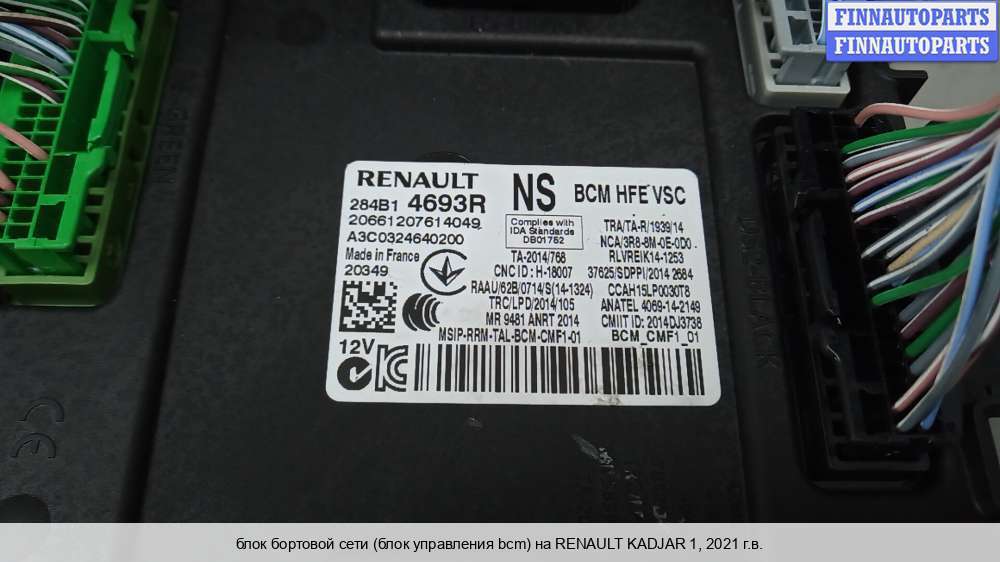 FINNAUTOPARTS
FINNAUTOPARTS
GREEN
RENAULT
NS
BCM HFE VSC
284B1 4693R
20661207614049
A3C0324640200
Made in France
20349
12V
Complies with
IDA Standards
DB01752
TA-2014/768
CNC ID: H-18007
RAAU/62B/0714/S(14-1324)
TRC/LPD/2014/105
MR 9481 ANRT 2014
MSIP-RRM-TAL-BCM-CMF1-01
TRA/TA-R/1939/14
NCA/3R8-8M-0E-0D0
RLVREIK14-1253
37625/SDPPI/2014 2684
CCAH15LP0030T8
ANATEL 4069-14-2149
CMIIT ID: 2014DJ3738
BCM_CMF1_01
CE
блок бортовой сети (блок управления bcm) на RENAULT KADJAR 1, 2021 г.в.